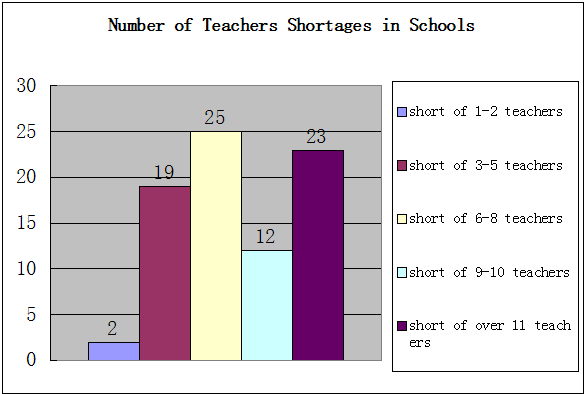 Number of Teachers Shortages in Schools
30
25
20
15
10
5
0
2
19
25
12
23
short of 1-2 teachers
short of 3-5 teachers
short of 6-8 teachers
short of 9-10 teachers
short of over 11 teach
ers